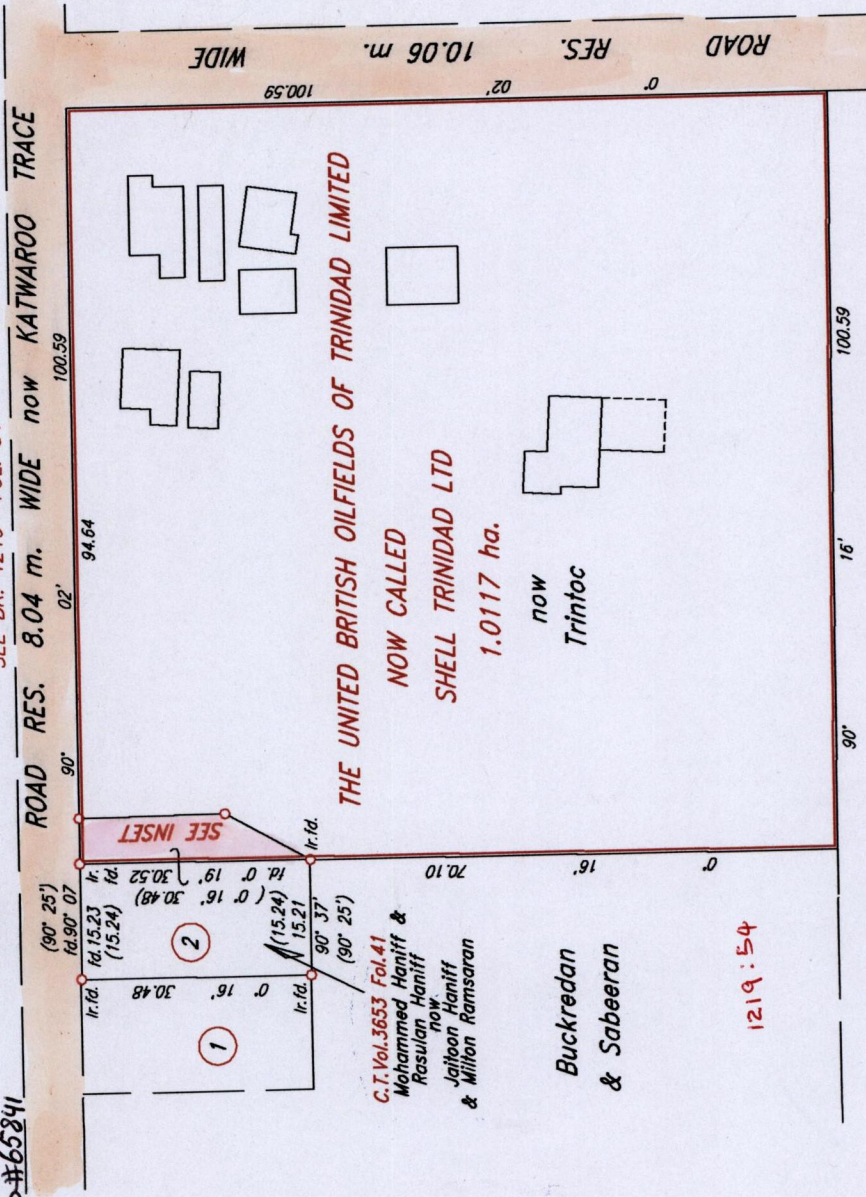 #65841
ROAD RES. 8.04 m. WIDE now KATWAROO TRACE
(90° 25')
fd.90° 07
90°
02'
94.64
100.59
fd.15.23
(15.24)
Ir.fd.
Ir.
fd.
30.48
0° 16'
fd. 0° 19' 30.52
( 0° 16' 30.48)
SEE INSET
1
2
Ir.fd.
(15.24)
15.21
90° 37'
(90° 25')
Ir.fd.
C.T.Vol.3653 Fol.41
Mohammed Haniff &
Rasulan Haniff
now
Jaitoon Haniff
& Milton Ramsaran
70.10
16'
0°
Buckredan
& Sabeeran
1219:54
THE UNITED BRITISH OILFIELDS OF TRINIDAD LIMITED
NOW CALLED
SHELL TRINIDAD LTD
1.0117 ha.
now
Trintoc
90°
16'
100.59
100.59
02'
0°
ROAD RES. 10.06 m. WIDE